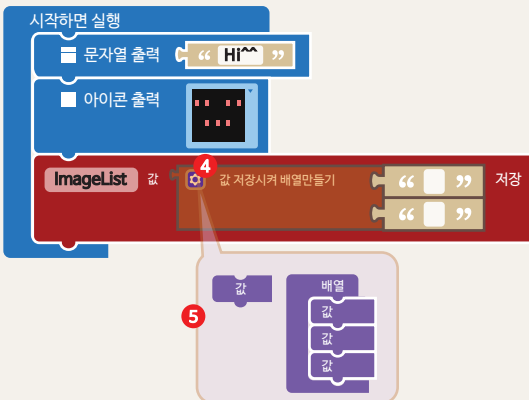 시작하면 실행
문자열 출력 “ Hi^^ ”
아이콘 출력
ImageList 값 4 값 저장시켜 배열만들기 “ ” 저장
“ ”
값 배열
5 값
값
값